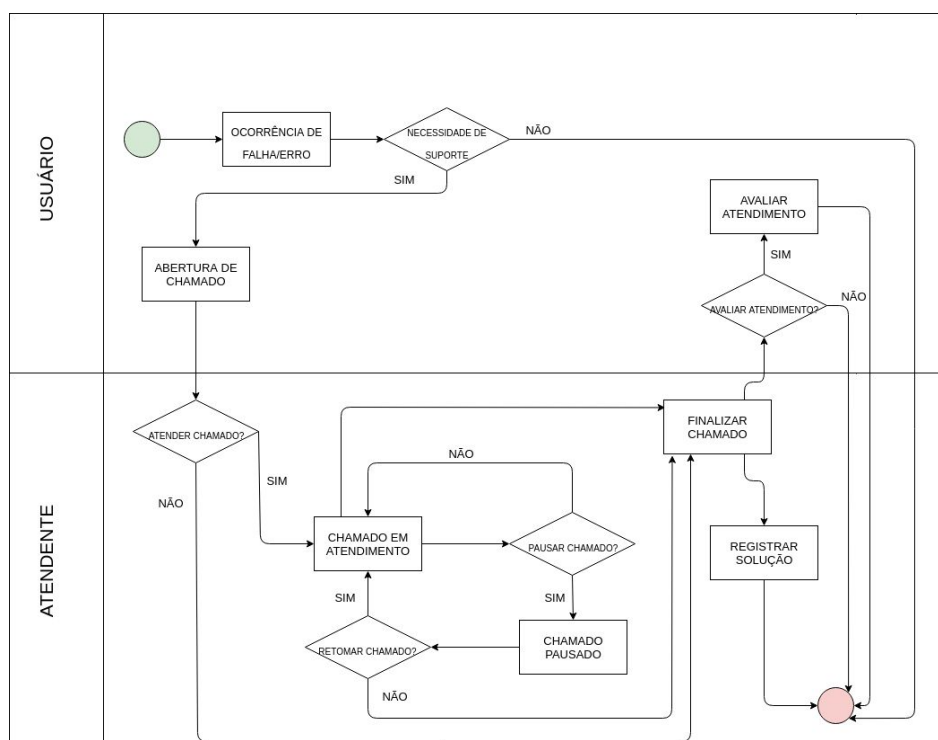 USUÁRIO
OCORRÊNCIA DE
FALHA/ERRO
NECESSIDADE DE
SUPORTE
NÃO
SIM
ABERTURA DE
CHAMADO
AVALIAR
ATENDIMENTO
SIM
AVALIAR ATENDIMENTO?
NÃO
ATENDENTE
ATENDER CHAMADO?
SIM
NÃO
FINALIZAR
CHAMADO
NÃO
CHAMADO EM
ATENDIMENTO
PAUSAR CHAMADO?
SIM
SIM
RETOMAR CHAMADO?
NÃO
CHAMADO
PAUSADO
REGISTRAR
SOLUÇÃO